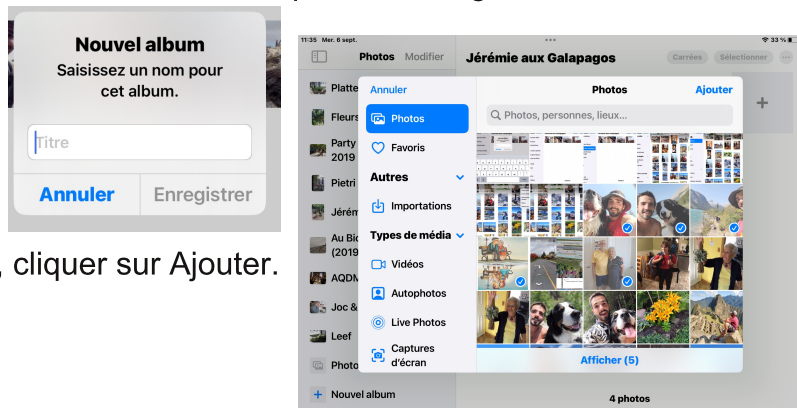 Nouvel album
Saisissez un nom pour
cet album.
Titre
Annuler Enregistrer
, cliquer sur Ajouter.
11:35 Mer. 6 sept.
33 %
Photos Modifier
Jérémie aux Galapagos
Carrées Sélectionner
Platte
Fleurs
Party
2019
Pietri
Jérém
Au Bio
(2019
AQDM
Joc &
Leef
Photo
Nouvel album
Annuler
Photos
Ajouter
Photos, personnes, lieux...
Photos
Favoris
Autres
Importations
Types de média
Vidéos
Autophotos
Live Photos
Captures
d'écran
Afficher (5)
4 photos